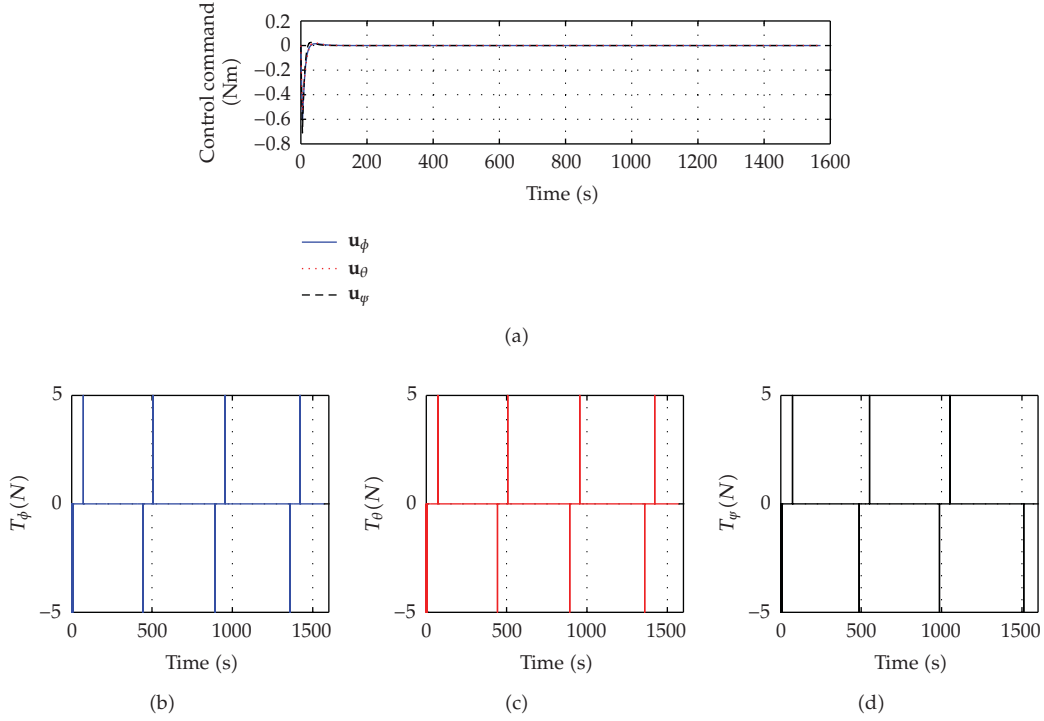 0.2
0
−0.2
−0.4
−0.6
−0.8
Control command
(Nm)
0 200 400 600 800 1000 1200 1400 1600
Time (s)
u_ϕ
u_θ
u_ψ
(a)
5
0
−5
T_ϕ(N)
0 500 1000 1500
Time (s)
(b)
5
0
−5
T_θ(N)
0 500 1000 1500
Time (s)
(c)
5
0
−5
T_ψ(N)
0 500 1000 1500
Time (s)
(d)